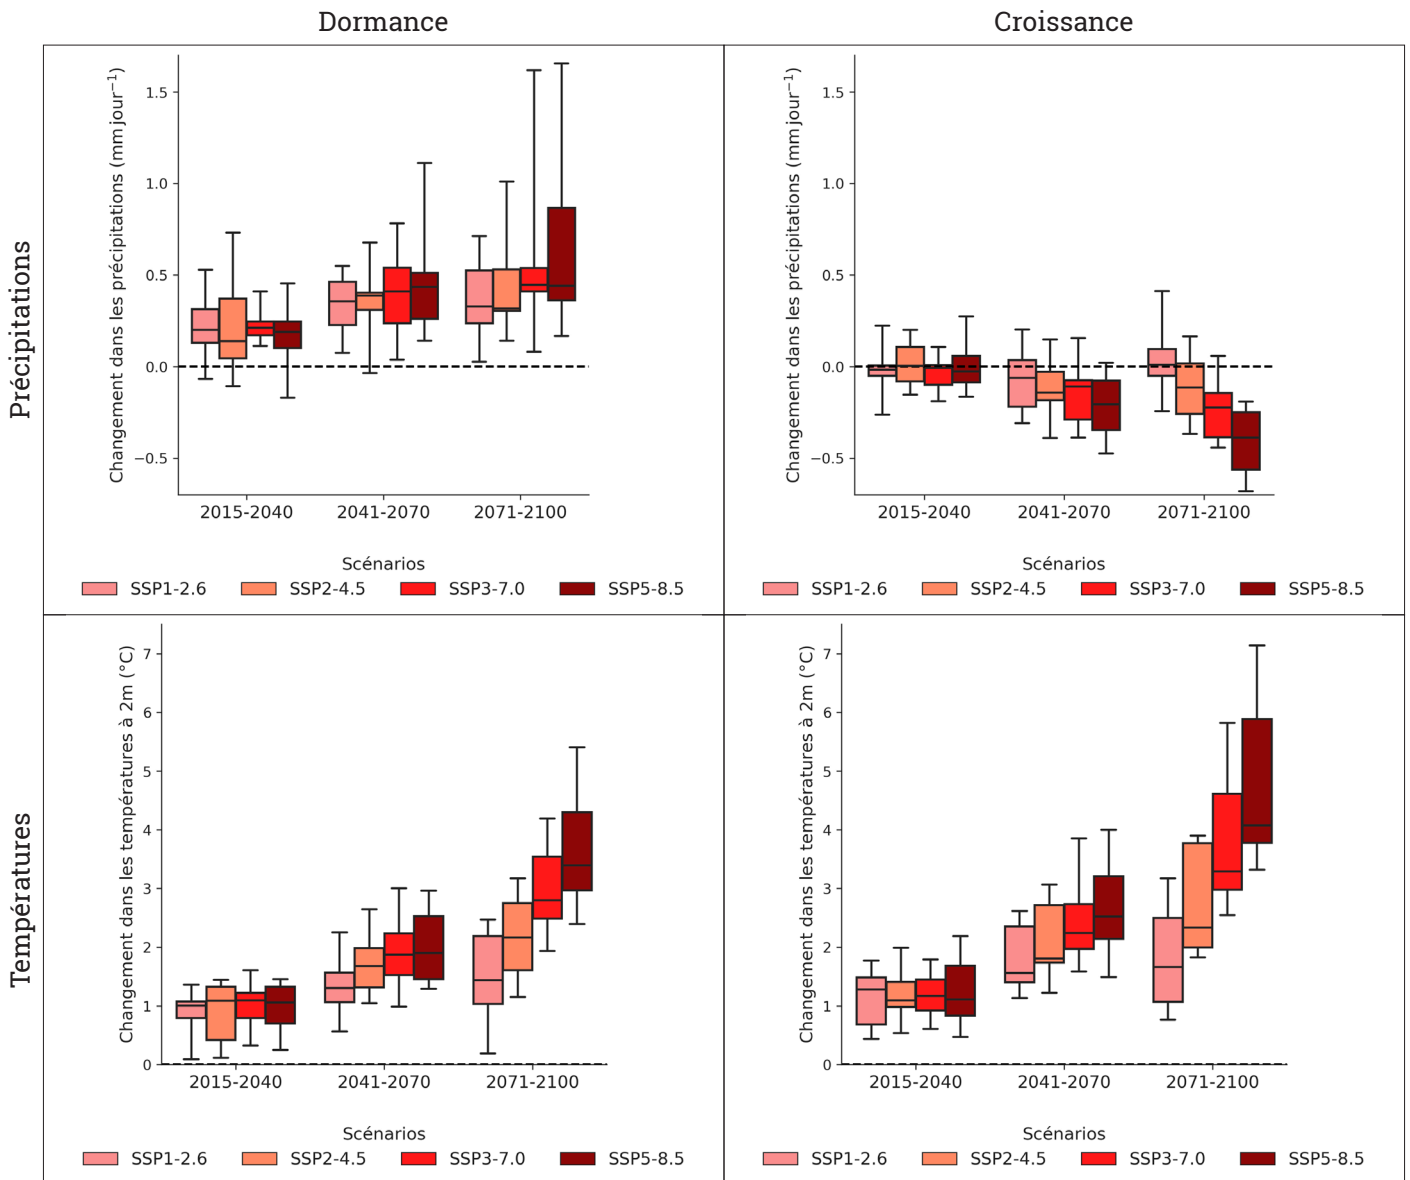 Dormance
Croissance
Précipitations
Changement dans les précipitations (mm jour−1)
1.5
1.0
0.5
0.0
−0.5
2015-2040 2041-2070 2071-2100
Scénarios
SSP1-2.6 SSP2-4.5 SSP3-7.0 SSP5-8.5
Changement dans les précipitations (mm jour−1)
1.5
1.0
0.5
0.0
−0.5
2015-2040 2041-2070 2071-2100
Scénarios
SSP1-2.6 SSP2-4.5 SSP3-7.0 SSP5-8.5
Températures
Changement dans les températures à 2m (°C)
7
6
5
4
3
2
1
0
2015-2040 2041-2070 2071-2100
Scénarios
SSP1-2.6 SSP2-4.5 SSP3-7.0 SSP5-8.5
Changement dans les températures à 2m (°C)
7
6
5
4
3
2
1
0
2015-2040 2041-2070 2071-2100
Scénarios
SSP1-2.6 SSP2-4.5 SSP3-7.0 SSP5-8.5